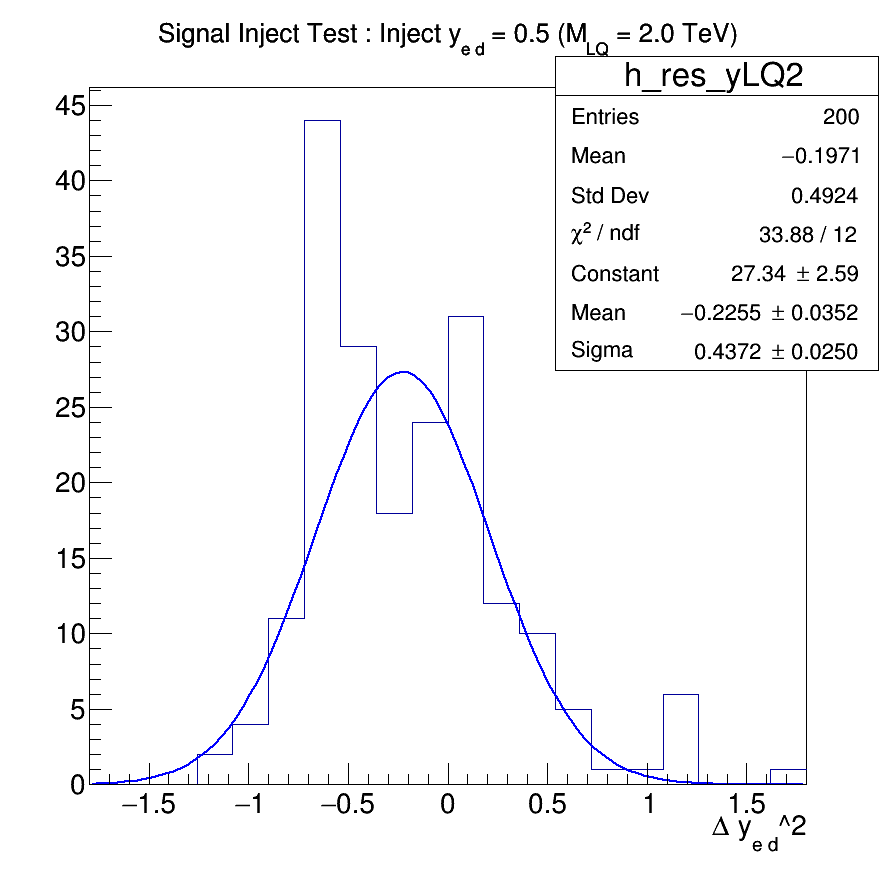 Signal Inject Test : Inject y_{e d} = 0.5 (M_{LQ} = 2.0 TeV)
h_res_yLQ2
Entries 200
Mean −0.1971
Std Dev 0.4924
χ² / ndf 33.88 / 12
Constant 27.34 ± 2.59
Mean −0.2255 ± 0.0352
Sigma 0.4372 ± 0.0250
45
40
35
30
25
20
15
10
5
0
−1.5 −1 −0.5 0 0.5 1 1.5
Δ y_{e d}^2